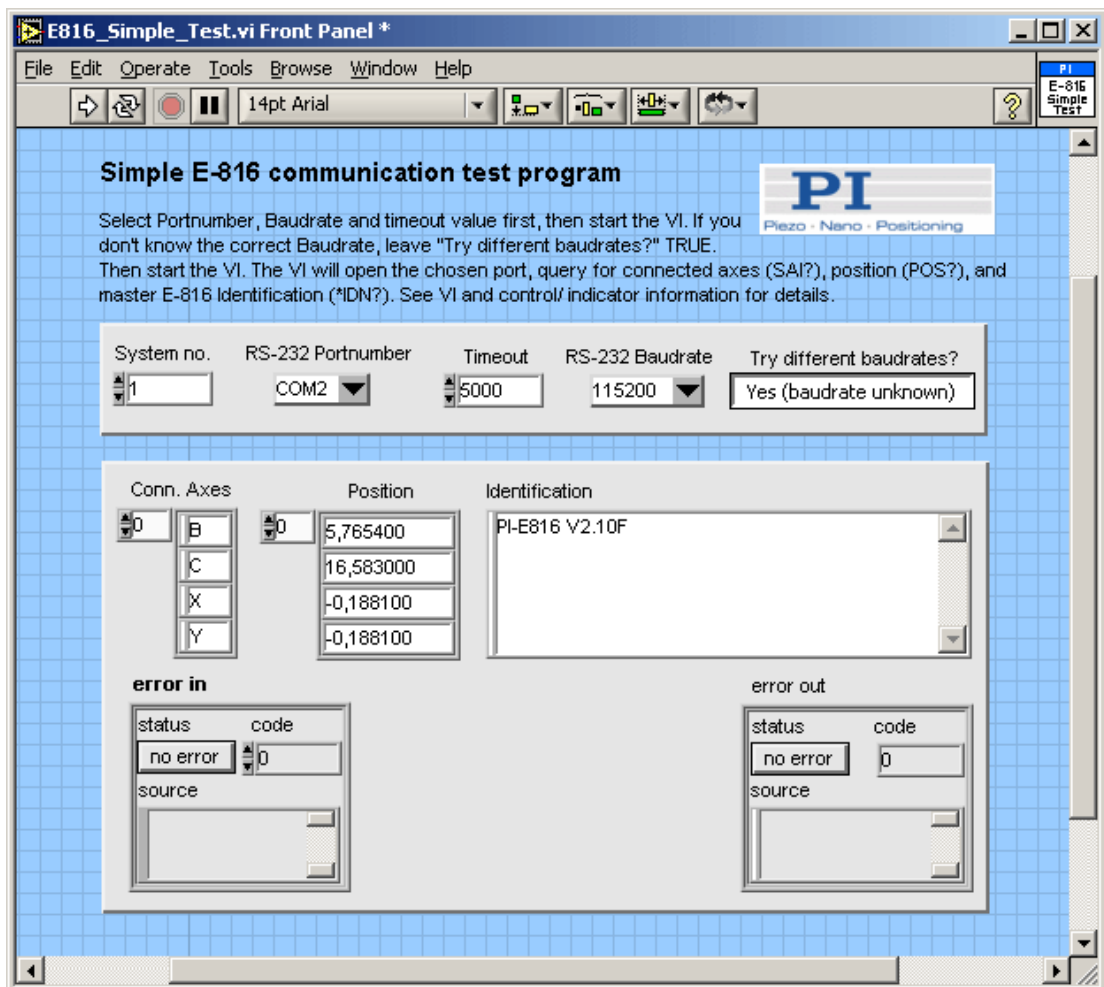 E816_Simple_Test.vi Front Panel *
File Edit Operate Tools Browse Window Help
14pt Arial
PI
E-816
Simple
Test
Simple E-816 communication test program
PI
Piezo · Nano · Positioning
Select Portnumber, Baudrate and timeout value first, then start the VI. If you
don't know the correct Baudrate, leave "Try different baudrates?" TRUE.
Then start the VI. The VI will open the chosen port, query for connected axes (SAI?), position (POS?), and
master E-816 Identification (*IDN?). See VI and control/ indicator information for details.
System no. RS-232 Portnumber Timeout RS-232 Baudrate Try different baudrates?
1 COM2 5000 115200 Yes (baudrate unknown)
Conn. Axes Position Identification
0 B 0 5,765400 PI-E816 V2.10F
C 16,583000
X -0,188100
Y -0,188100
error in error out
status code status code
no error 0 no error 0
source source